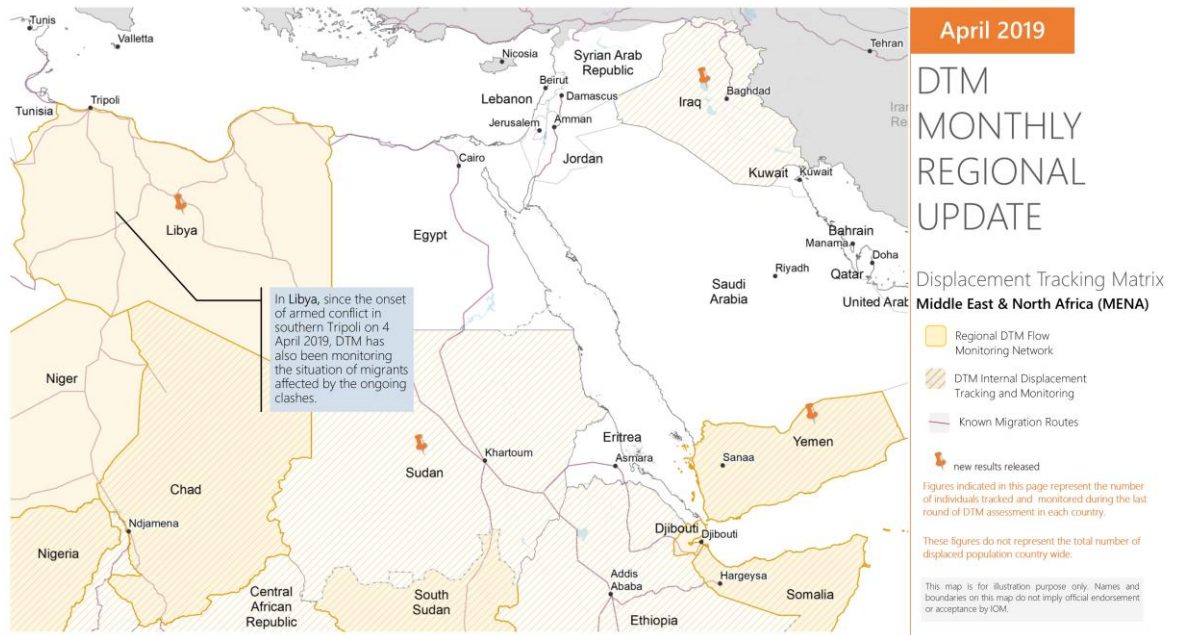 Tunis
Valletta
Nicosia
Syrian Arab
Republic
Tehran
Beirut
Damascus
Lebanon
Tunisia
Tripoli
Iraq
Baghdad
Iran
Re
Jerusalem
Amman
Jordan
Cairo
Kuwait
Kuwait
Libya
Egypt
Bahrain
Manama
Doha
Riyadh
Qatar
Saudi
Arabia
United Arab
In Libya, since the onset
of armed conflict in
southern Tripoli on 4
April 2019, DTM has
also been monitoring
the situation of migrants
affected by the ongoing
clashes.
Niger
Eritrea
Yemen
Sudan
Khartoum
Asmara
Sanaa
Chad
Ndjamena
Djibouti
Djibouti
Nigeria
Hargeysa
Addis
Ababa
Central
African
Republic
South
Sudan
Somalia
Ethiopia
April 2019
DTM
MONTHLY
REGIONAL
UPDATE
Displacement Tracking Matrix
Middle East & North Africa (MENA)
Regional DTM Flow
Monitoring Network
DTM Internal Displacement
Tracking and Monitoring
Known Migration Routes
new results released
Figures indicated in this page represent the number
of individuals tracked and monitored during the last
round of DTM assessment in each country.
These figures do not represent the total number of
displaced population country wide.
This map is for illustration purpose only. Names and
boundaries on this map do not imply official endorsement
or acceptance by IOM.